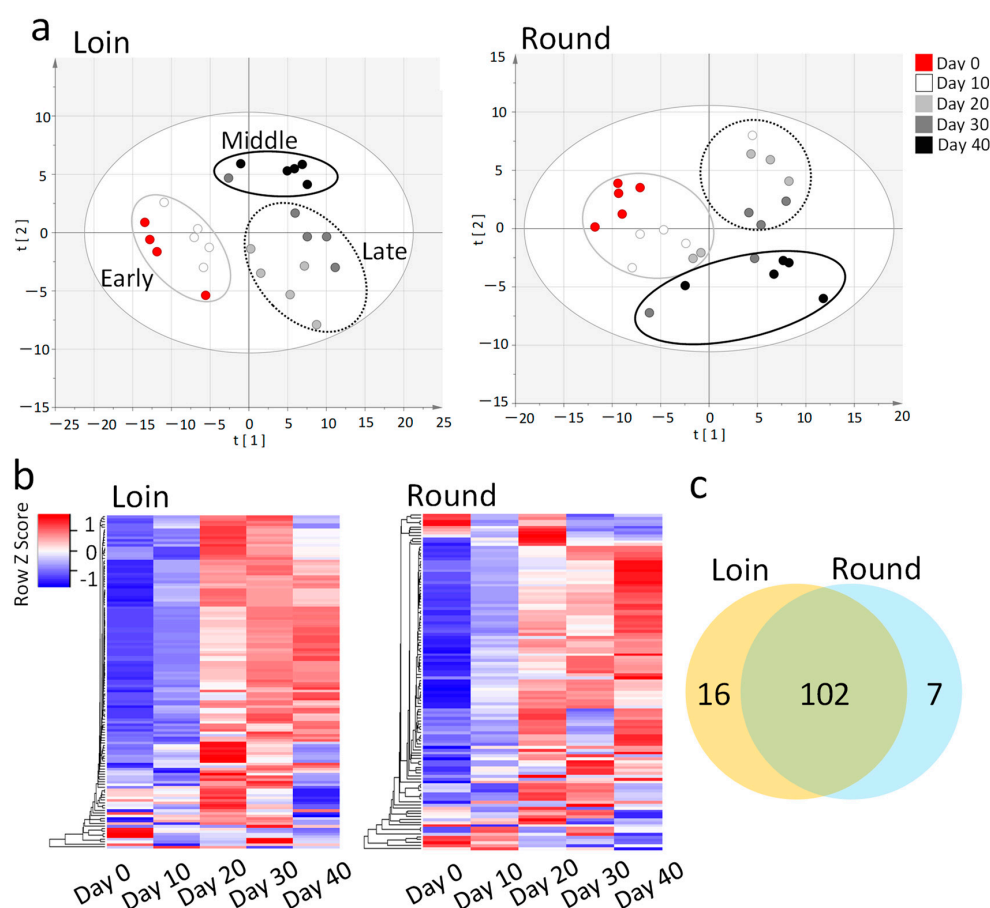 a
Loin
Round
Day 0
Day 10
Day 20
Day 30
Day 40
10
5
0
−5
−10
−15
t [ 2 ]
Middle
Late
Early
−25 −20 −15 −10 −5 0 5 10 15 20 25
t [ 1 ]
15
10
5
0
−5
−10
−15
t [ 2 ]
−20 −15 −10 −5 0 5 10 15 20
t [ 1 ]
b
Loin
Row Z Score
1
0
-1
Day 0 Day 10 Day 20 Day 30 Day 40
Round
Day 0 Day 10 Day 20 Day 30 Day 40
c
Loin Round
16 102 7